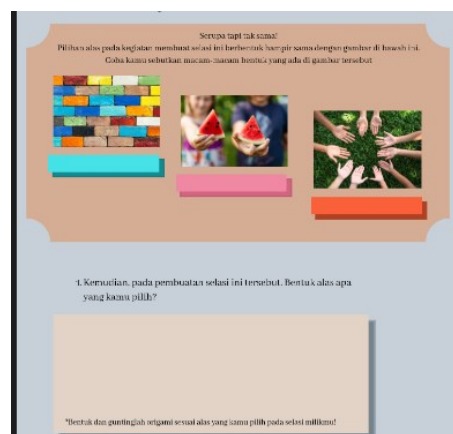 Serupa tapi tak sama!
Pilihan alas pada kegiatan membuat selasi ini berbentuk hampir sama dengan gambar di bawah ini.
Coba kamu sebutkan macam-macam bentuk yang ada di gambar tersebut
1. Kemudian, pada pembuatan selasi ini tersebut. Bentuk alas apa
yang kamu pilih?
*Bentuk dan guntinglah origami sesuai alas yang kamu pilih pada selasi milikmu!